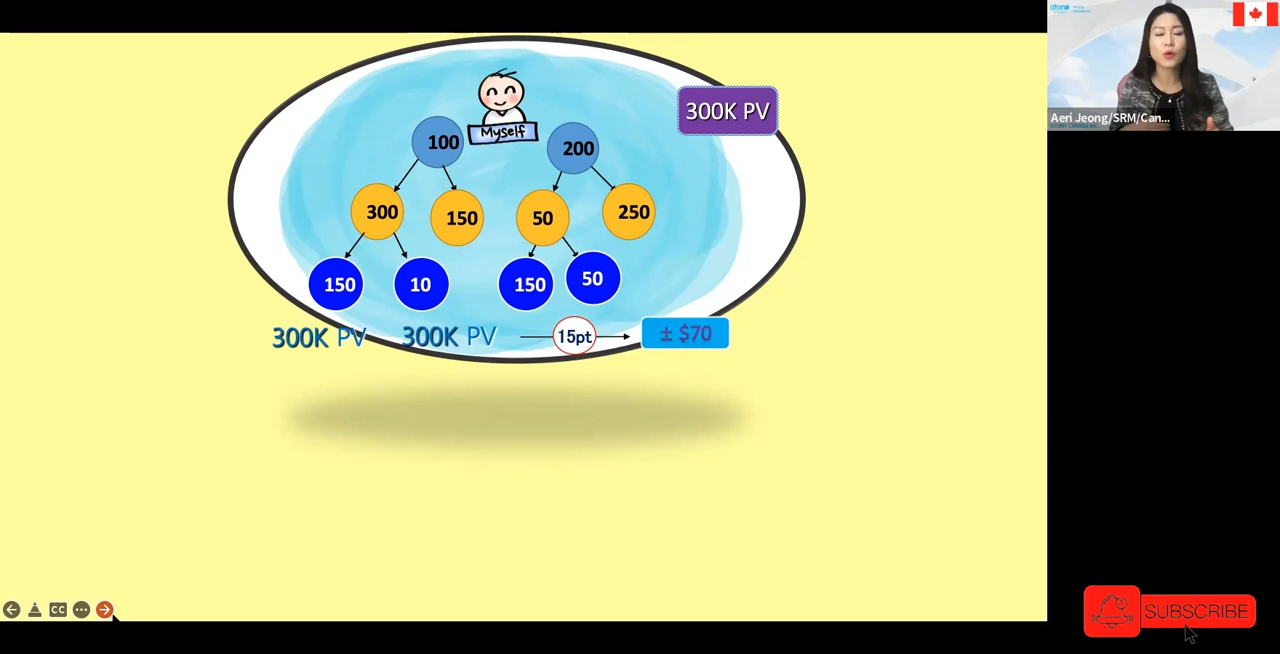 300K PV
Myself
100
200
300
150
50
250
150
10
150
50
300K PV
300K PV
15pt
± $70
Aeri Jeong/SRM/Can...
CC
SUBSCRIBE